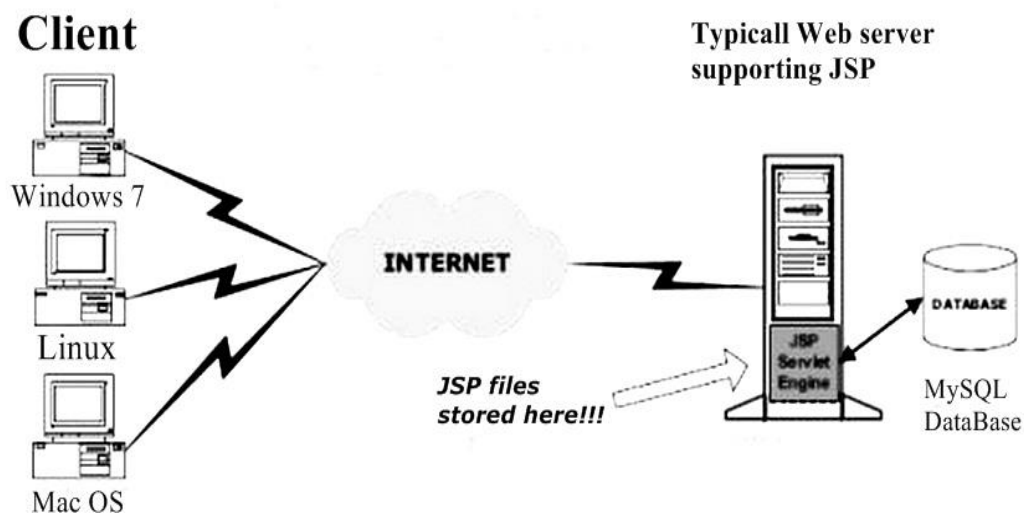 Client
Typicall Web server
supporting JSP
Windows 7
Linux
Mac OS
INTERNET
JSP files
stored here!!!
JSP
Servlet
Engine
DATABASE
MySQL
DataBase